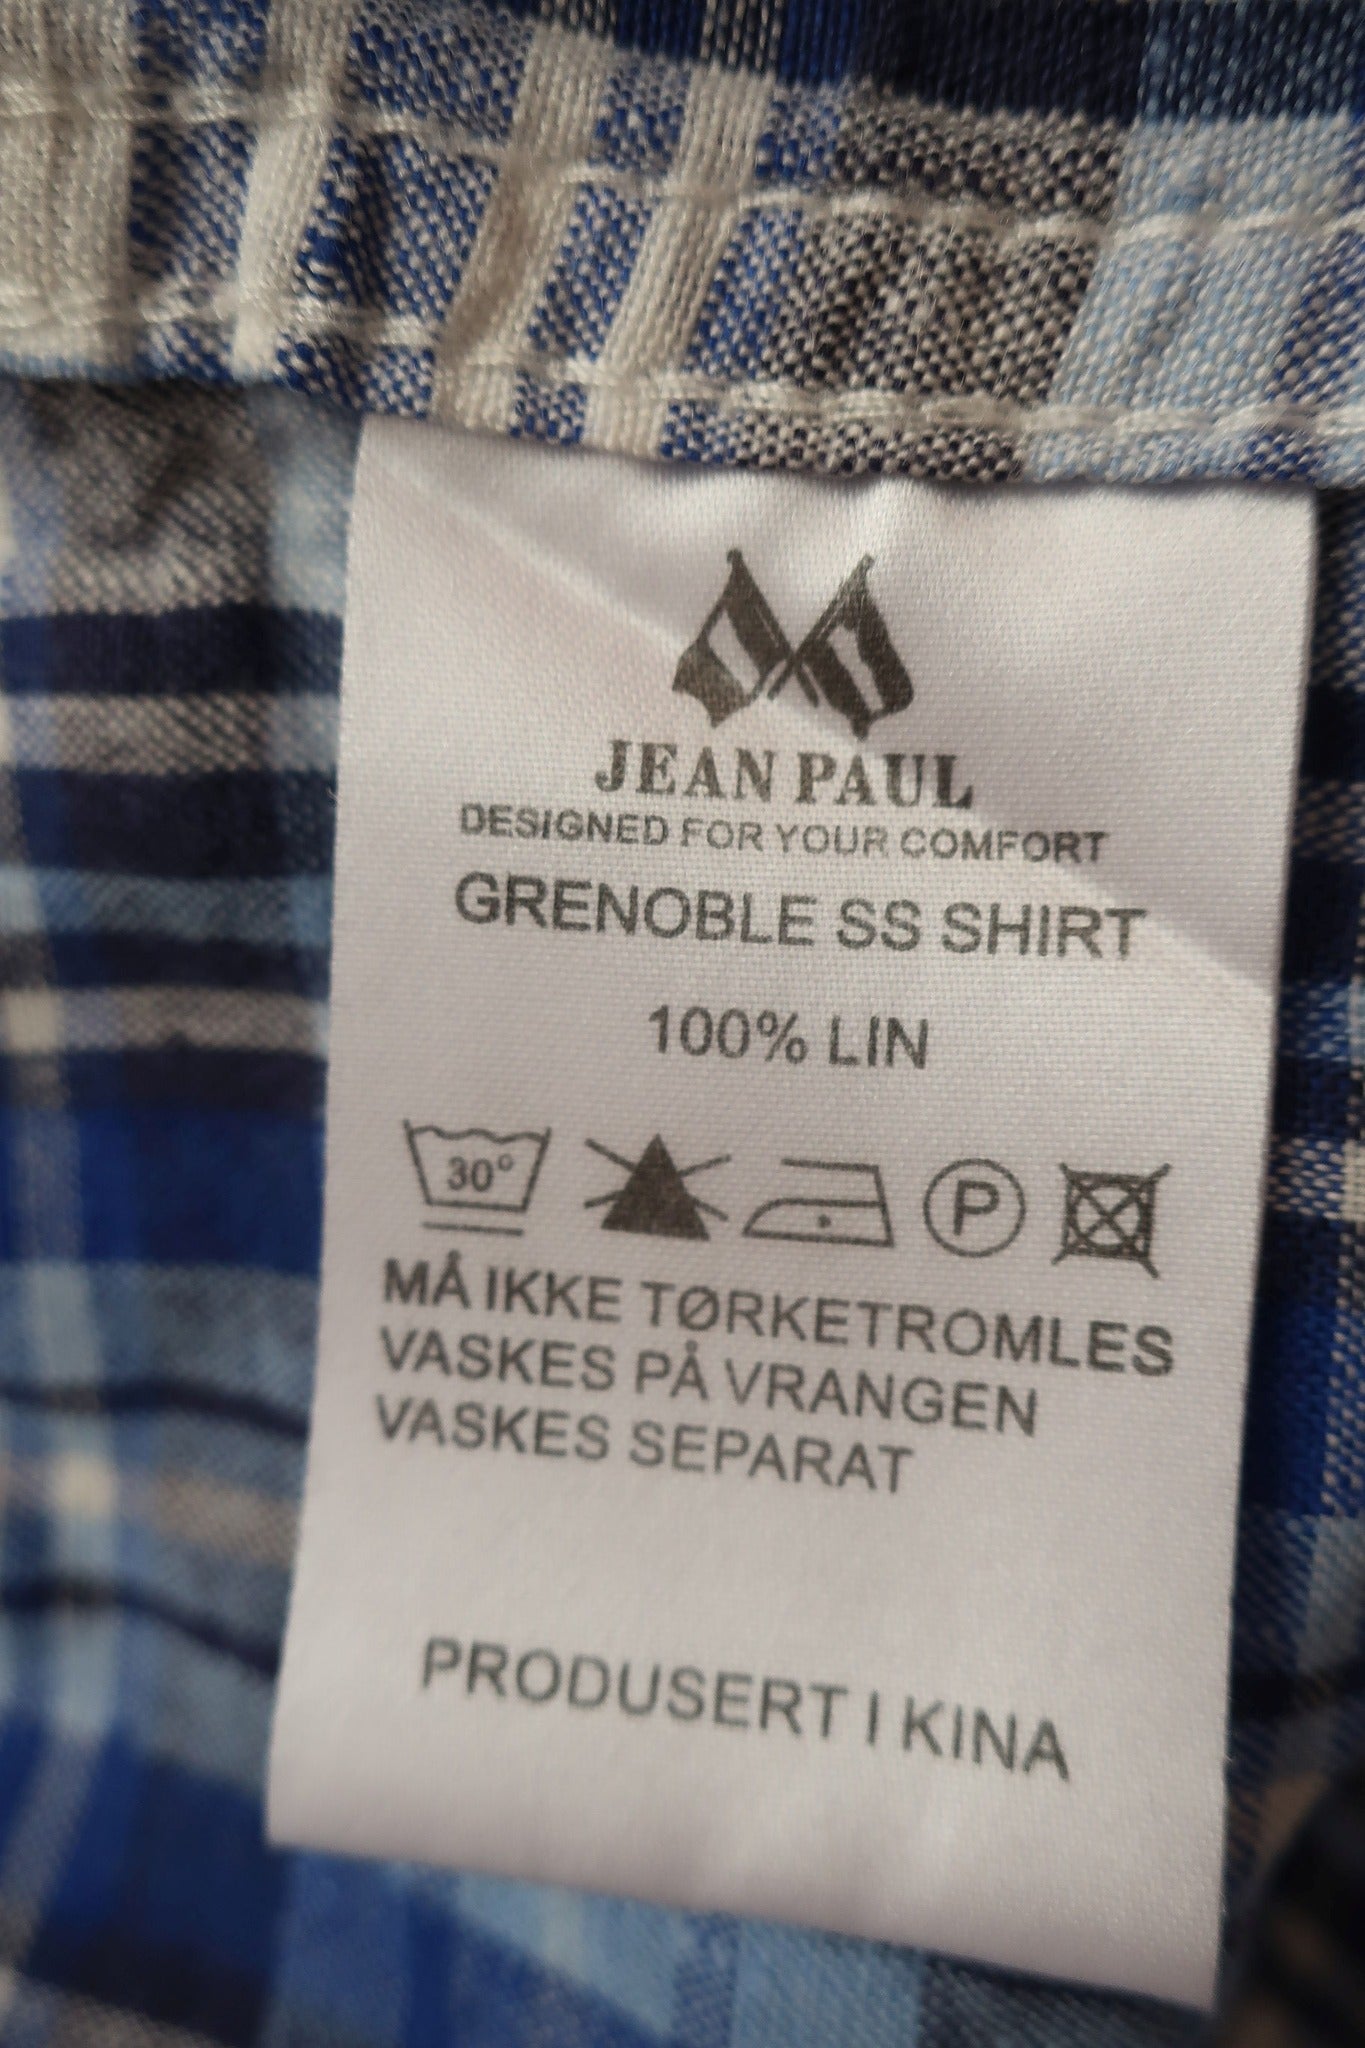 JEAN PAUL
DESIGNED FOR YOUR COMFORT
GRENOBLE SS SHIRT
100% LIN
30° P
MÅ IKKE TØRKETROMLES
VASKES PÅ VRANGEN
VASKES SEPARAT
PRODUSERT I KINA